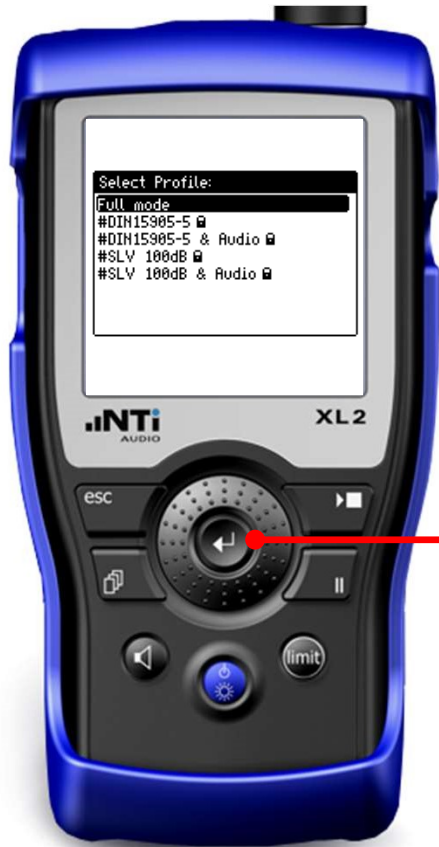 Select Profile:
Full mode
#DIN15905-5
#DIN15905-5 & Audio
#SLV 100dB
#SLV 100dB & Audio
NTi
AUDIO
XL2
esc
limit